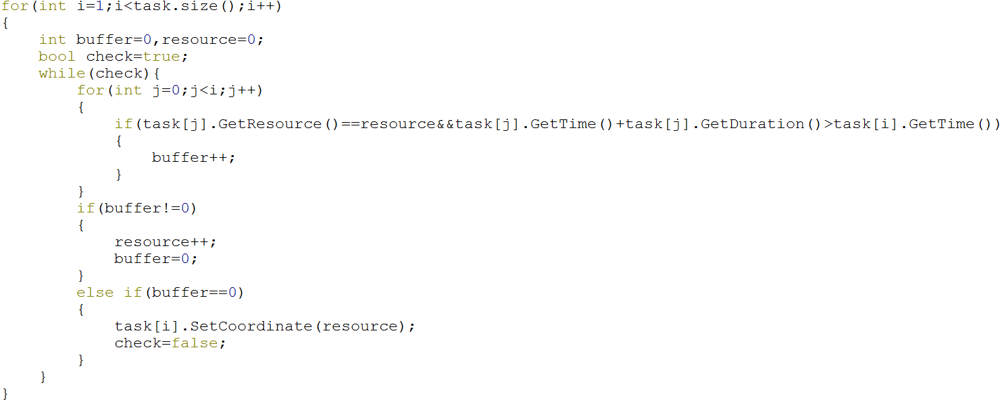 for(int i=1;i<task.size();i++)
{
    int buffer=0,resource=0;
    bool check=true;
    while(check){
        for(int j=0;j<i;j++)
        {
            if(task[j].GetResource()==resource&&task[j].GetTime()+task[j].GetDuration()>task[i].GetTime())
            {
                buffer++;
            }
        }
        if(buffer!=0)
        {
            resource++;
            buffer=0;
        }
        else if(buffer==0)
        {
            task[i].SetCoordinate(resource);
            check=false;
        }
    }
}